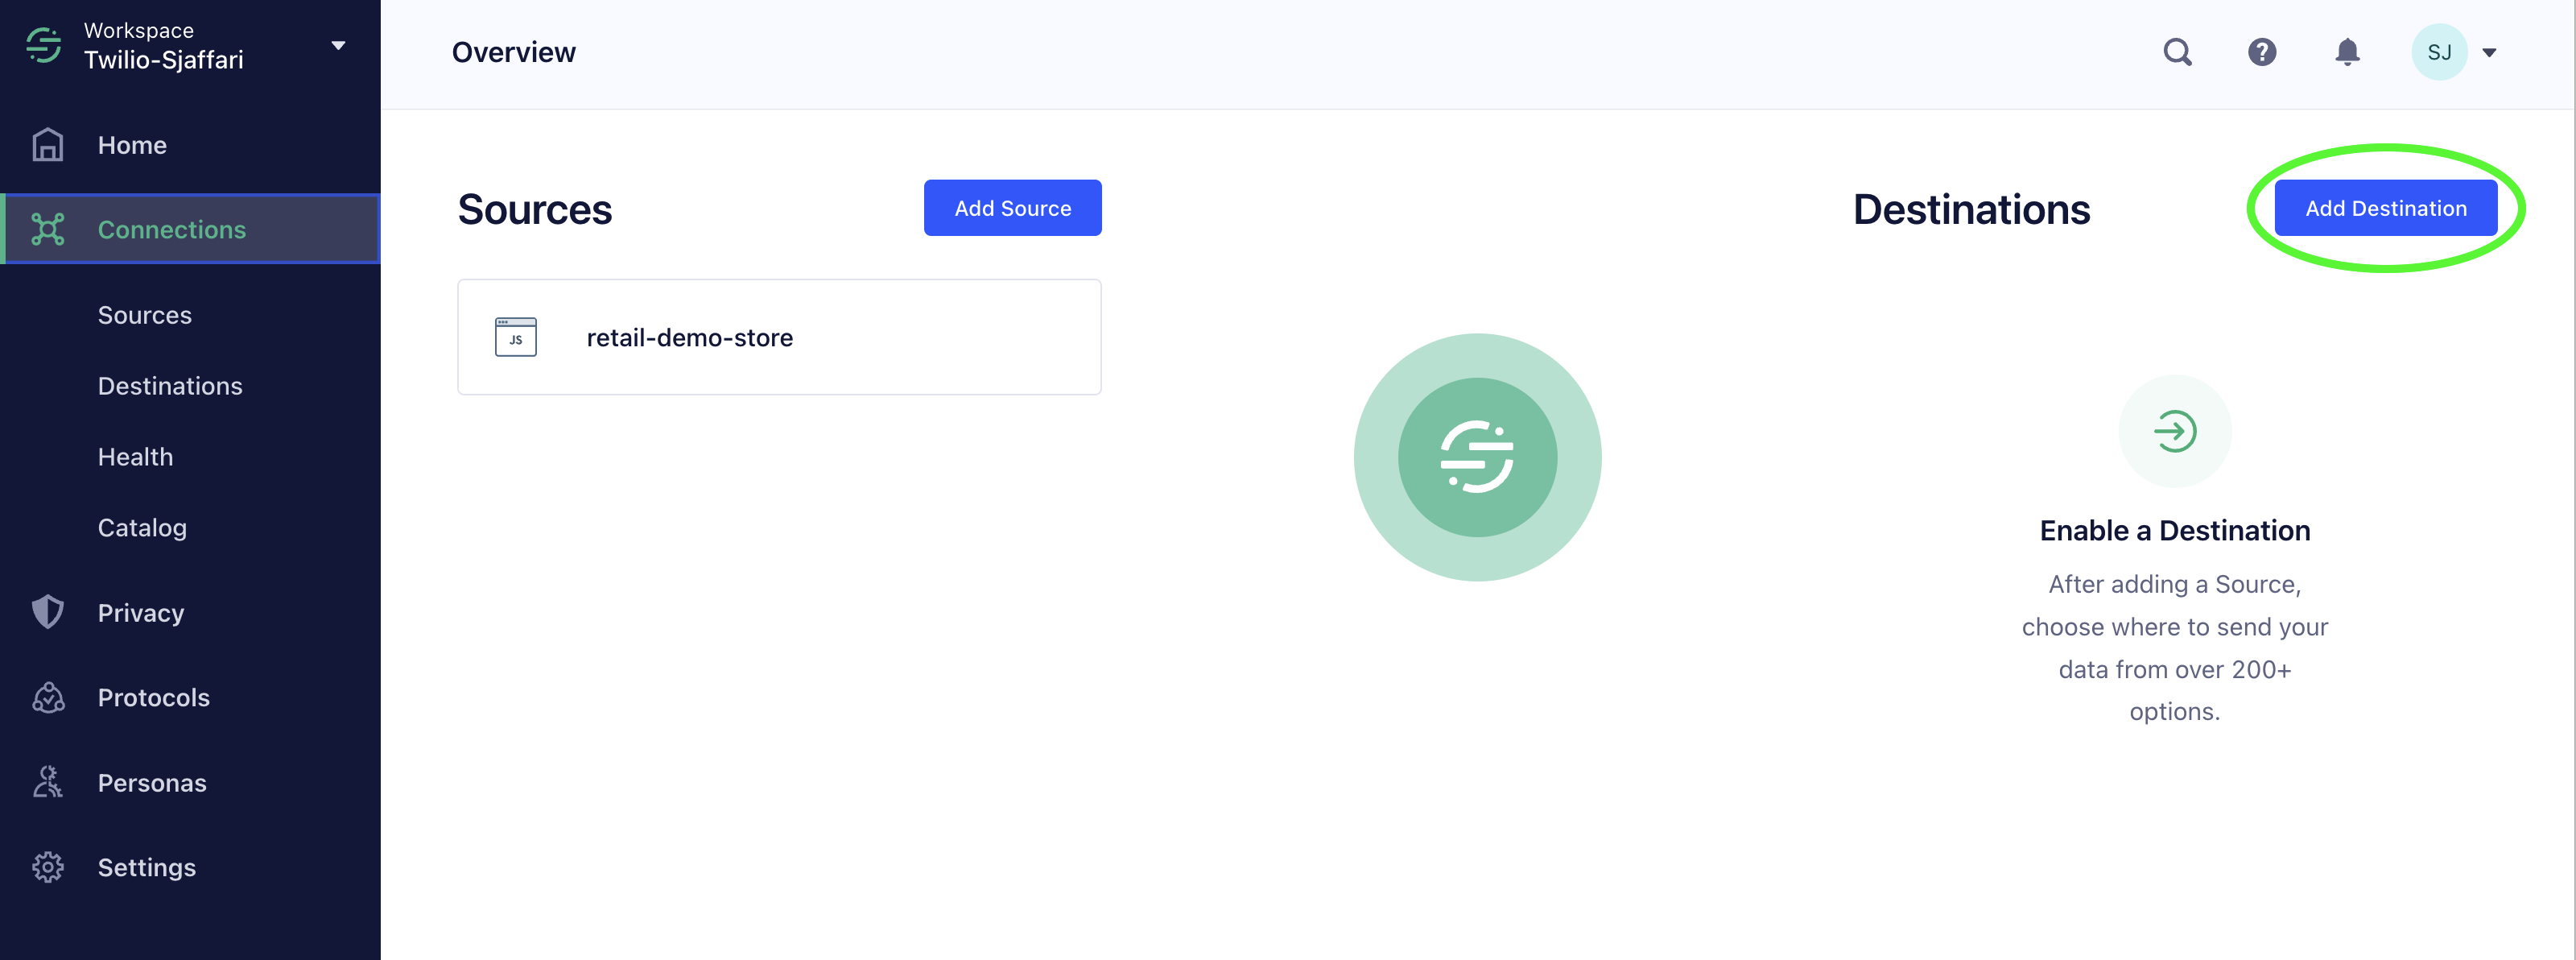 Workspace
Twilio-Sjaffari
Home
Connections
Sources
Destinations
Health
Catalog
Privacy
Protocols
Personas
Settings
Overview
SJ
Sources
Add Source
JS
retail-demo-store
Destinations
Add Destination
Enable a Destination
After adding a Source,
choose where to send your
data from over 200+
options.